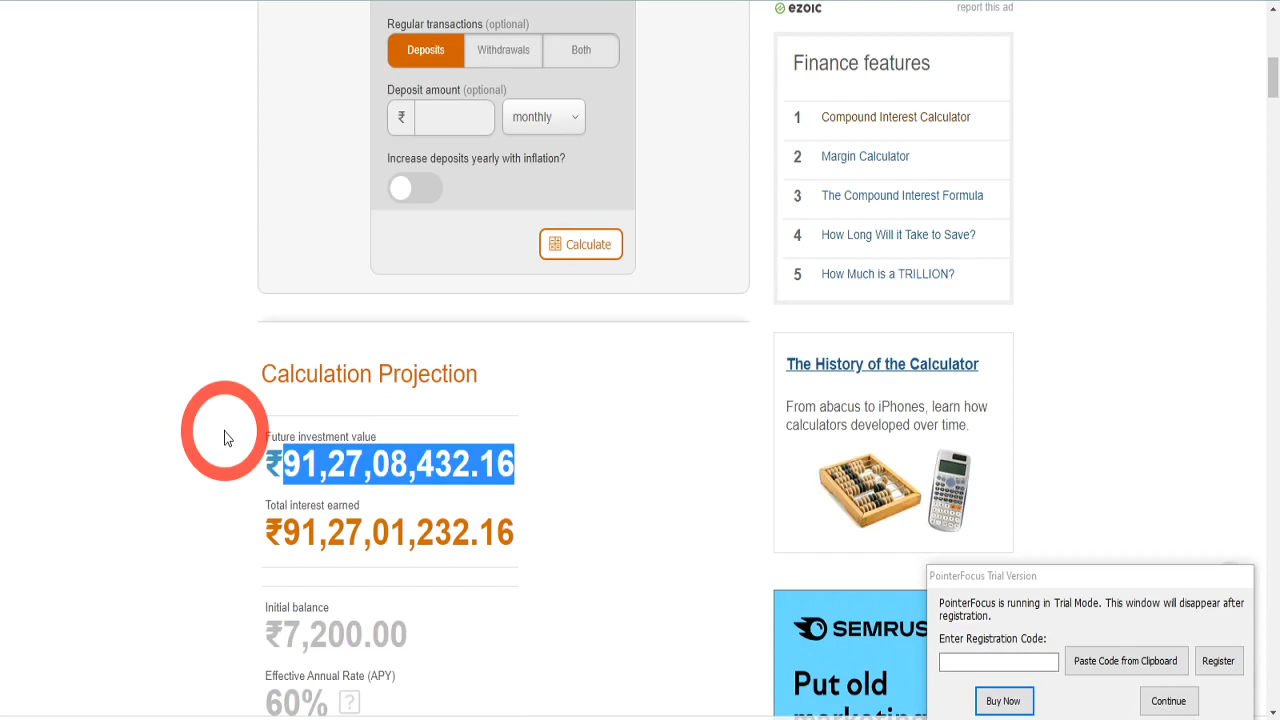 Regular transactions (optional)
Deposits
Withdrawals
Both
Deposit amount (optional)
₹
monthly
Increase deposits yearly with inflation?
Calculate
Calculation Projection
Future investment value
₹91,27,08,432.16
Total interest earned
₹91,27,01,232.16
Initial balance
₹7,200.00
Effective Annual Rate (APY)
60% ?
ezoic
report this ad
Finance features
1 Compound Interest Calculator
2 Margin Calculator
3 The Compound Interest Formula
4 How Long Will it Take to Save?
5 How Much is a TRILLION?
The History of the Calculator
From abacus to iPhones, learn how
calculators developed over time.
SEMRUS
Put old
marketing
PointerFocus Trial Version
PointerFocus is running in Trial Mode. This window will disappear after
registration.
Enter Registration Code:
Paste Code from Clipboard
Register
Buy Now
Continue